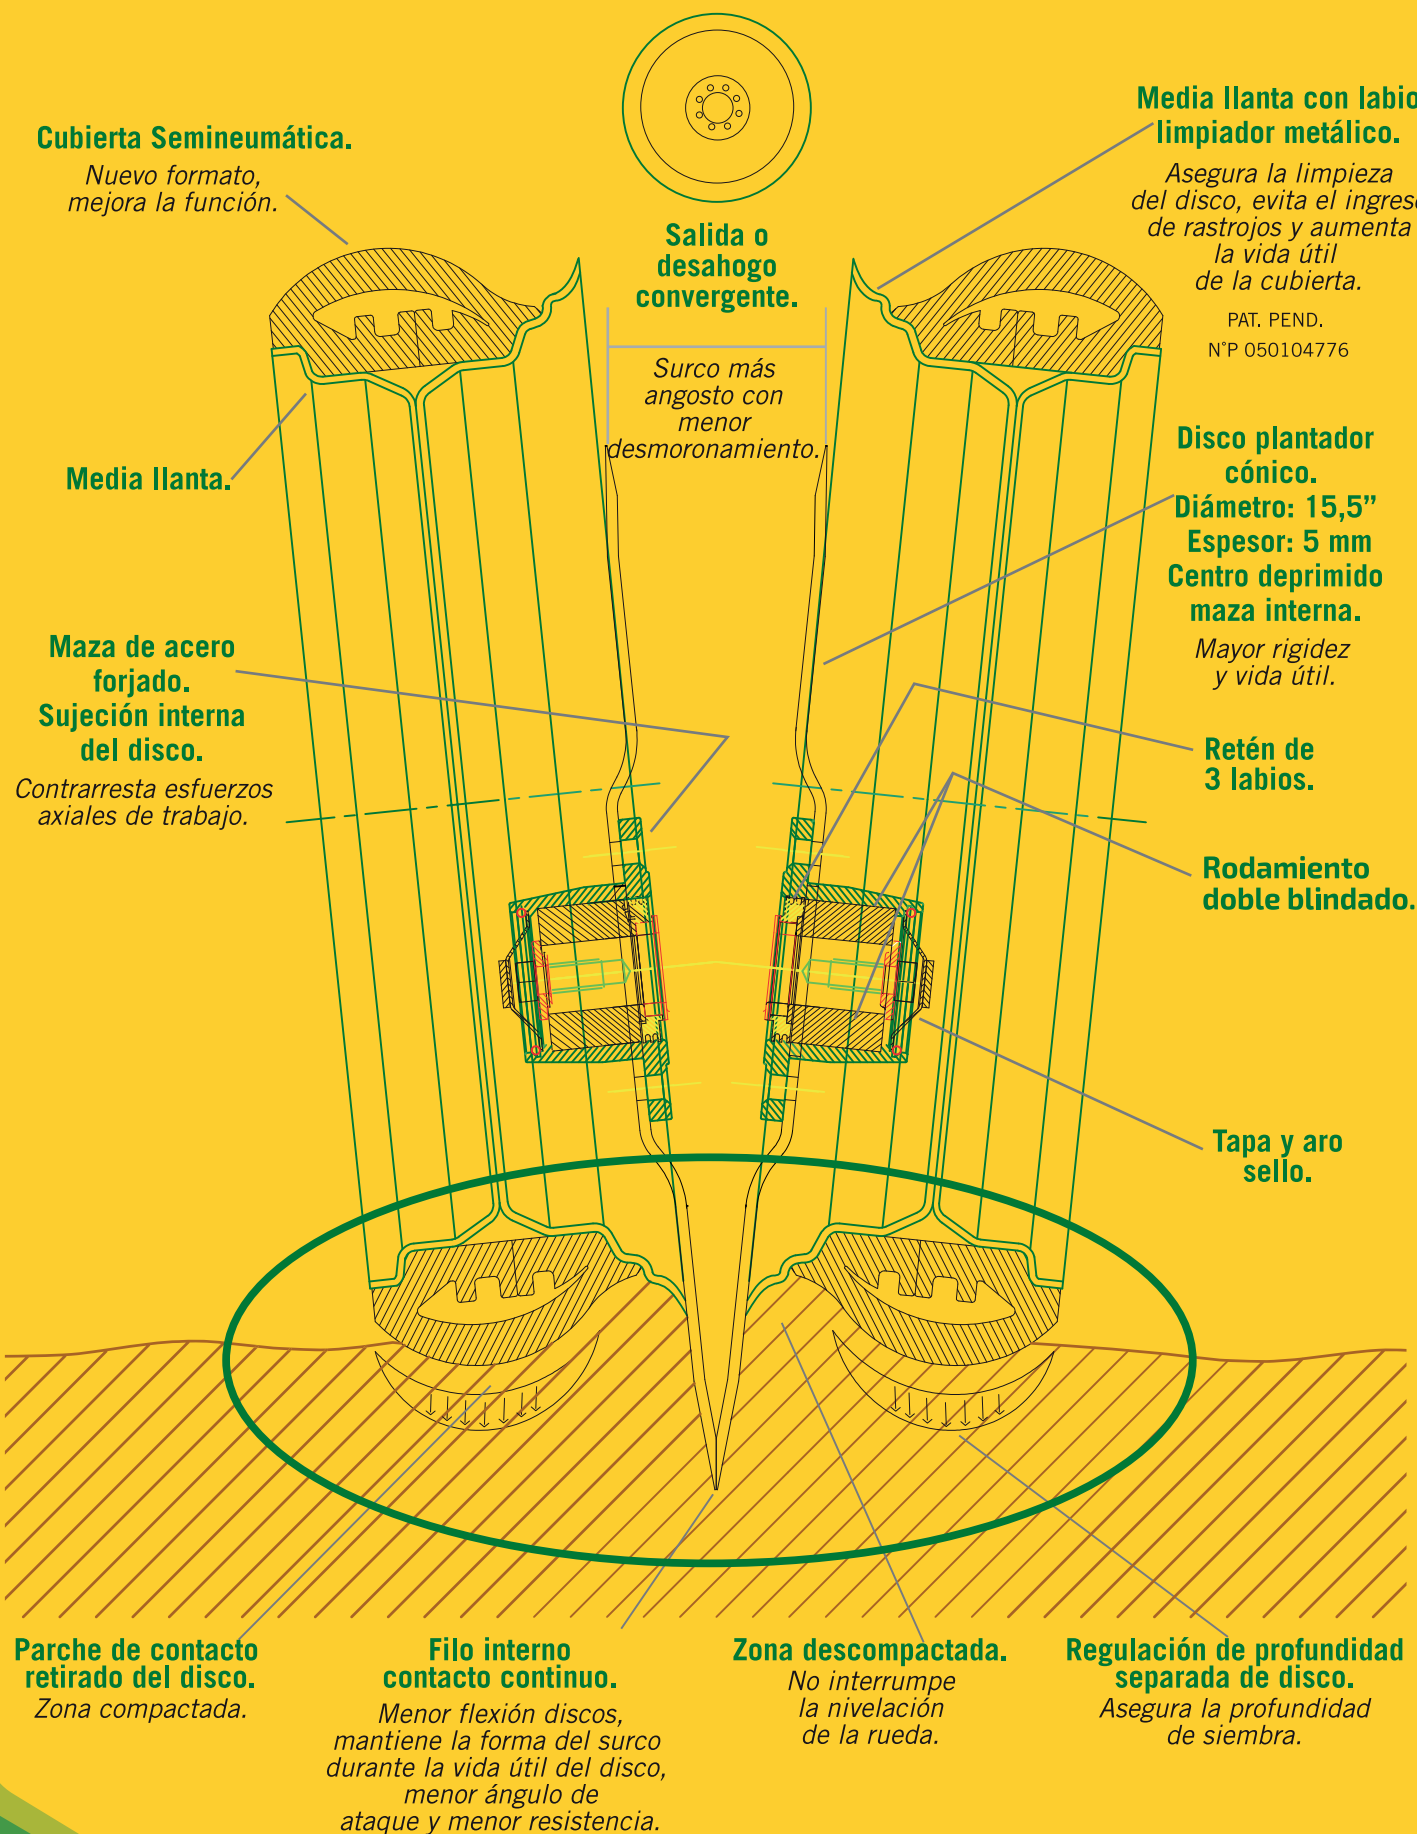 Cubierta Semineumática.
Nuevo formato,
mejora la función.
Media llanta con labio
limpiador metálico.
Asegura la limpieza
del disco, evita el ingreso
de rastrojos y aumenta
la vida útil
de la cubierta.
PAT. PEND.
N°P 050104776
Salida o
desahogo
convergente.
Surco más
angosto con
menor
desmoronamiento.
Media llanta.
Disco plantador
cónico.
Diámetro: 15,5”
Espesor: 5 mm
Centro deprimido
maza interna.
Mayor rigidez
y vida útil.
Maza de acero
forjado.
Sujeción interna
del disco.
Contrarresta esfuerzos
axiales de trabajo.
Retén de
3 labios.
Rodamiento
doble blindado.
Tapa y aro
sello.
Parche de contacto
retirado del disco.
Zona compactada.
Filo interno
contacto continuo.
Menor flexión discos,
mantiene la forma del surco
durante la vida útil del disco,
menor ángulo de
ataque y menor resistencia.
Zona descompactada.
No interrumpe
la nivelación
de la rueda.
Regulación de profundidad
separada de disco.
Asegura la profundidad
de siembra.